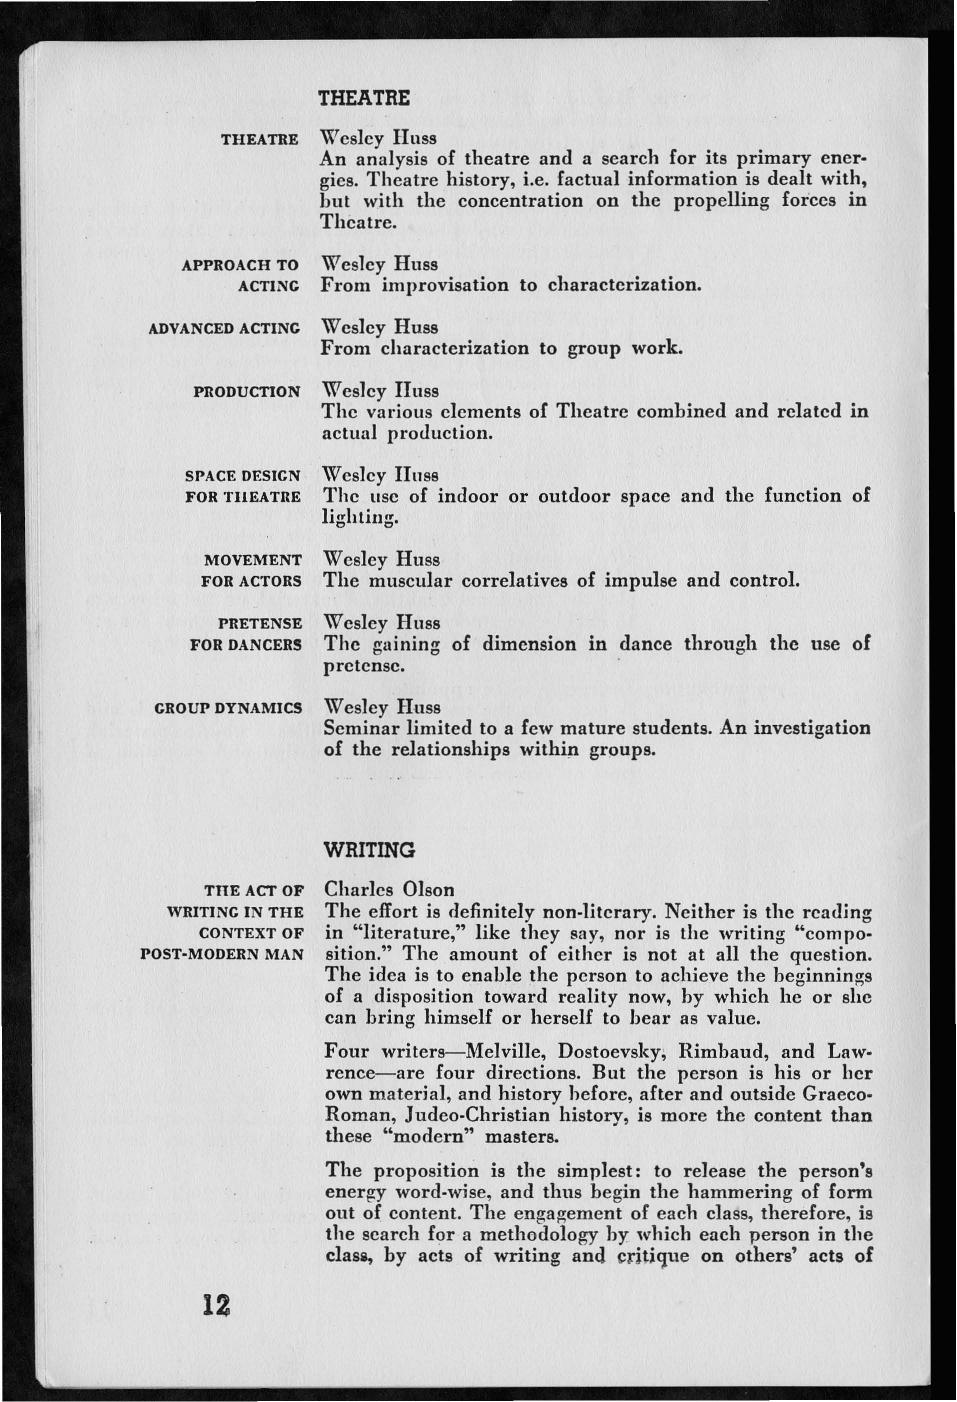 THEATRE
THEATRE Wesley Huss
An analysis of theatre and a search for its primary ener-
gies. Theatre history, i.e. factual information is dealt with,
but with the concentration on the propelling forces in
Theatre.
APPROACH TO Wesley Huss
ACTING From improvisation to characterization.
ADVANCED ACTING Wesley Huss
From characterization to group work.
PRODUCTION Wesley Huss
The various elements of Theatre combined and related in
actual production.
SPACE DESIGN Wesley Huss
FOR THEATRE The use of indoor or outdoor space and the function of
lighting.
MOVEMENT Wesley Huss
FOR ACTORS The muscular correlatives of impulse and control.
PRETENSE Wesley Huss
FOR DANCERS The gaining of dimension in dance through the use of
pretense.
GROUP DYNAMICS Wesley Huss
Seminar limited to a few mature students. An investigation
of the relationships within groups.
WRITING
THE ACT OF Charles Olson
WRITING IN THE The effort is definitely non-literary. Neither is the reading
CONTEXT OF in “literature,” like they say, nor is the writing “compo-
POST-MODERN MAN sition.” The amount of either is not at all the question.
The idea is to enable the person to achieve the beginnings
of a disposition toward reality now, by which he or she
can bring himself or herself to bear as value.
Four writers—Melville, Dostoevsky, Rimbaud, and Law-
rence—are four directions. But the person is his or her
own material, and history before, after and outside Graeco-
Roman, Judeo-Christian history, is more the content than
these “modern” masters.
The proposition is the simplest: to release the person's
energy word-wise, and thus begin the hammering of form
out of content. The engagement of each class, therefore, is
the search for a methodology by which each person in the
class, by acts of writing and critique on others' acts of
12